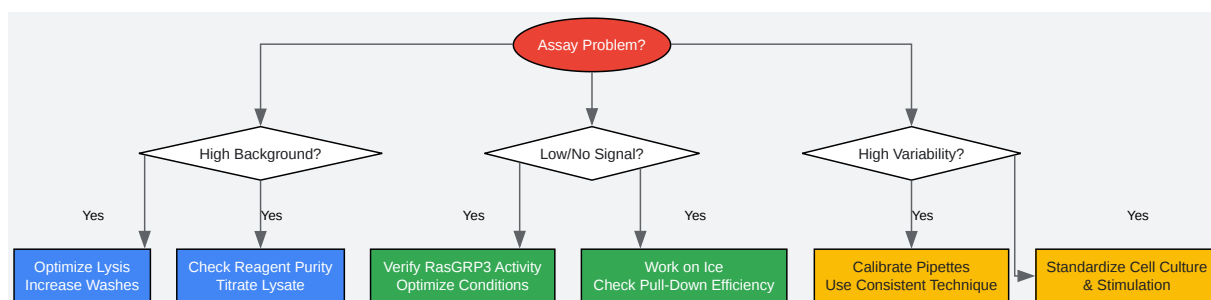 Assay Problem?
High Background?
Low/No Signal?
High Variability?
Yes
Yes
Yes
Yes
Yes
Yes
Optimize Lysis
Increase Washes
Check Reagent Purity
Titrate Lysate
Verify RasGRP3 Activity
Optimize Conditions
Work on Ice
Check Pull-Down Efficiency
Calibrate Pipettes
Use Consistent Technique
Standardize Cell Culture
& Stimulation